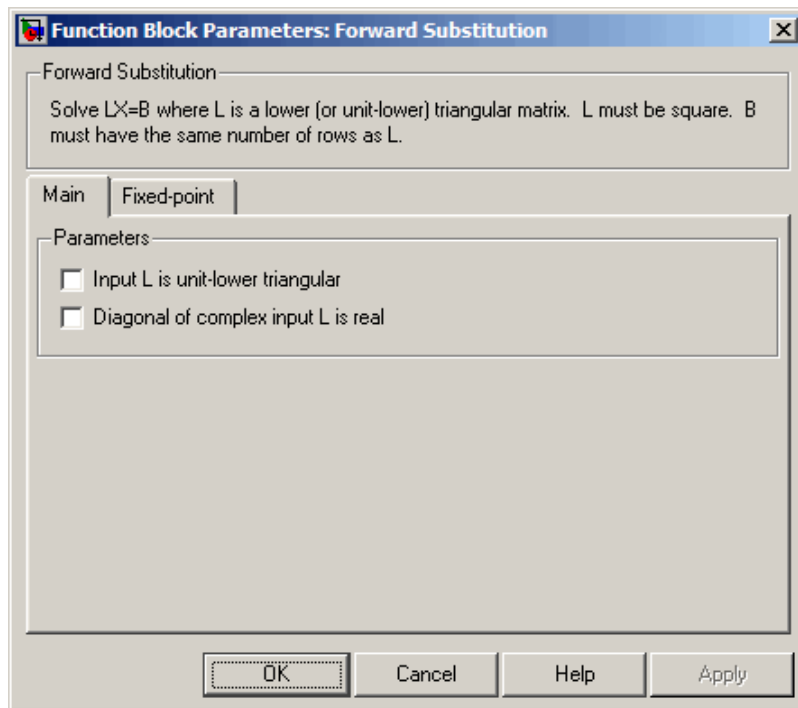 Function Block Parameters: Forward Substitution
Forward Substitution
Solve LX=B where L is a lower (or unit-lower) triangular matrix. L must be square. B
must have the same number of rows as L.
Main Fixed-point
Parameters
Input L is unit-lower triangular
Diagonal of complex input L is real
OK Cancel Help Apply